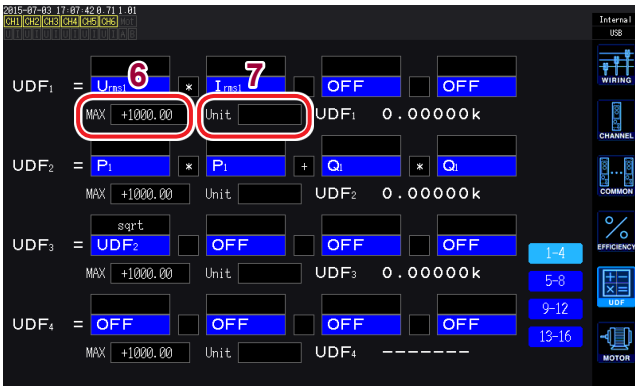 2015-07-03 17:07:42 0.71 1.01
Internal
CH1 CH2 CH3 CH4 CH5 CH6 Mot
USB
U I U I U I U I U I U I A B
6 7
UDF1 = Urms1 * Irms1 OFF OFF
MAX +1000.00 Unit UDF1 0.00000k
UDF2 = P1 * P1 + Q1 * Q1
MAX +1000.00 Unit UDF2 0.00000k
sqrt
UDF3 = UDF2 OFF OFF OFF
MAX +1000.00 Unit UDF3 0.00000k
UDF4 = OFF OFF OFF OFF
MAX +1000.00 Unit UDF4 -------
1-4
5-8
9-12
13-16
WIRING
CHANNEL
COMMON
EFFICIENCY
UDF
MOTOR